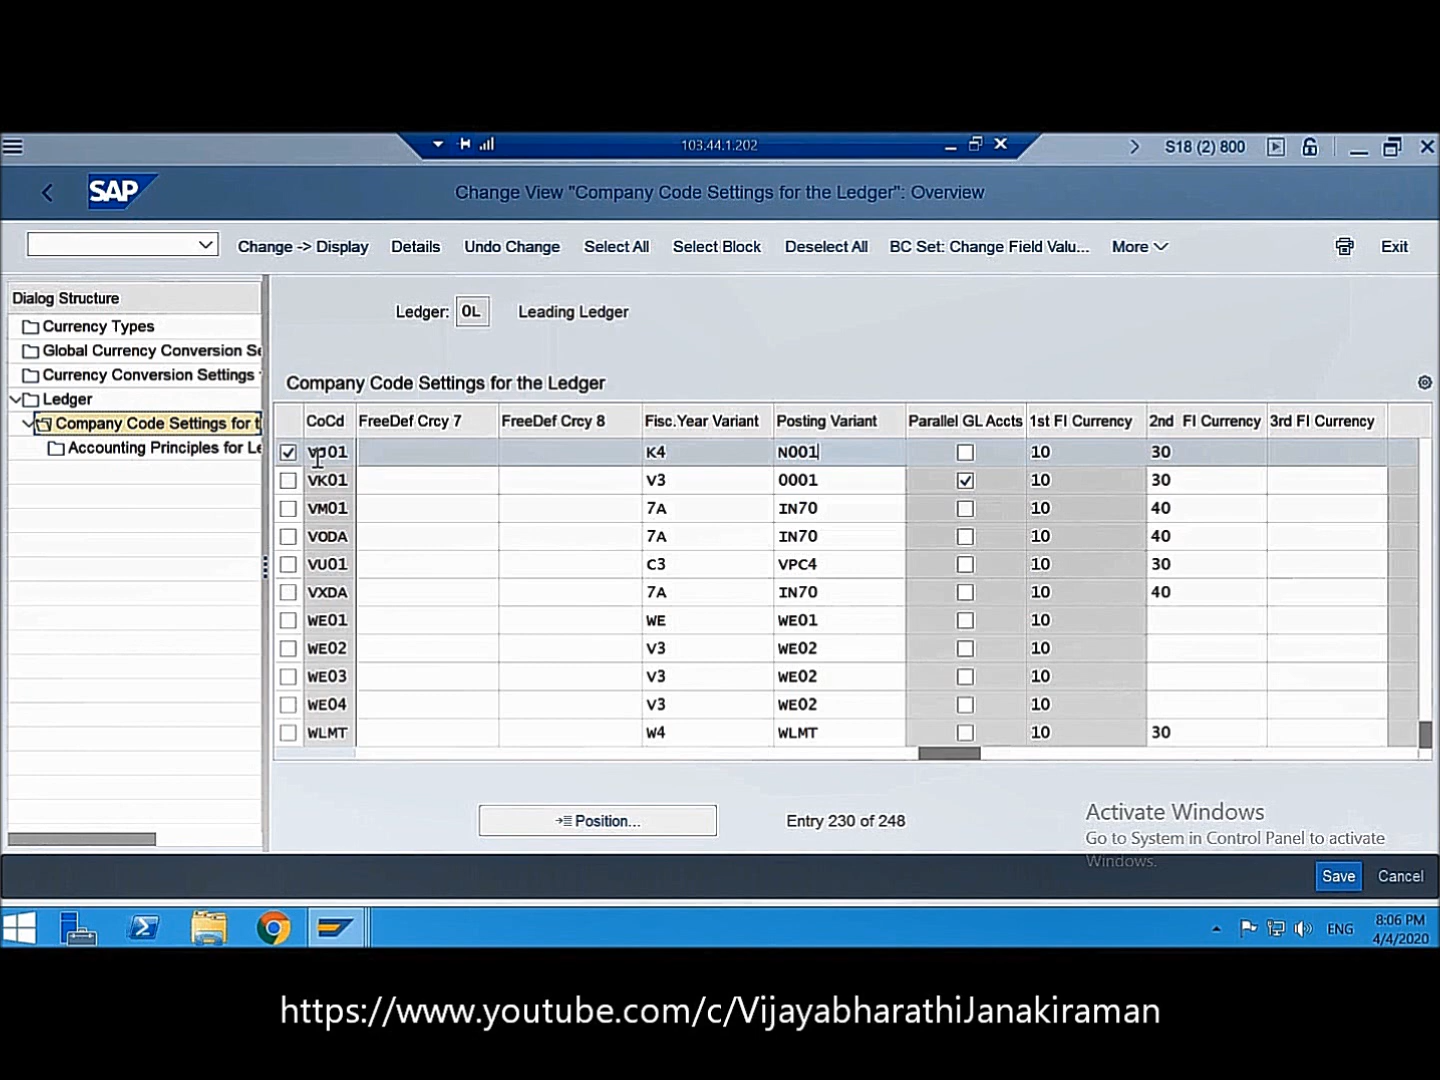 103.44.1.202
S18 (2) 800
SAP
Change View "Company Code Settings for the Ledger": Overview
Change -> Display Details Undo Change Select All Select Block Deselect All BC Set: Change Field Valu... More Exit
Dialog Structure
Currency Types
Global Currency Conversion Se
Currency Conversion Settings
Ledger
Company Code Settings for t
Accounting Principles for Le
Ledger: 0L Leading Ledger
Company Code Settings for the Ledger
CoCd FreeDef Crcy 7 FreeDef Crcy 8 Fisc.Year Variant Posting Variant Parallel GL Accts 1st FI Currency 2nd FI Currency 3rd FI Currency
K4 N001 10 30
VK01 V3 0001 10 30
VM01 7A IN70 10 40
VODA 7A IN70 10 40
VU01 C3 VPC4 10 30
VXDA 7A IN70 10 40
WE01 WE WE01 10
WE02 V3 WE02 10
WE03 V3 WE02 10
WE04 V3 WE02 10
WLMT W4 WLMT 10 30
Position... Entry 230 of 248
Activate Windows
Go to System in Control Panel to activate
Windows.
Save Cancel
ENG
8:06 PM
4/4/2020
https://www.youtube.com/c/VijayabharathiJanakiraman